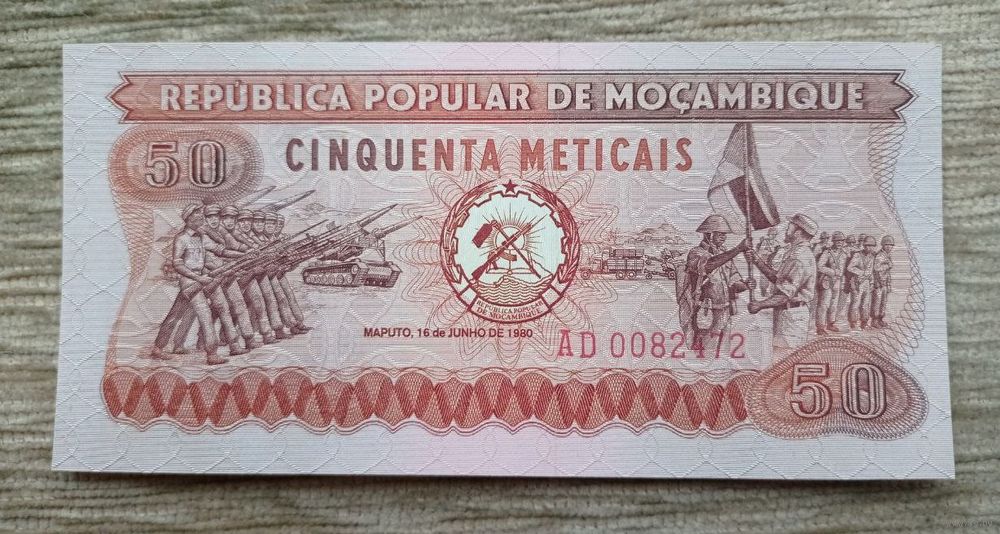 REPÚBLICA POPULAR DE MOÇAMBIQUE
50
CINQUENTA METICAIS
REPÚBLICA POPULAR
DE MOÇAMBIQUE
MAPUTO, 16 de JUNHO DE 1980
AD 0082472
50